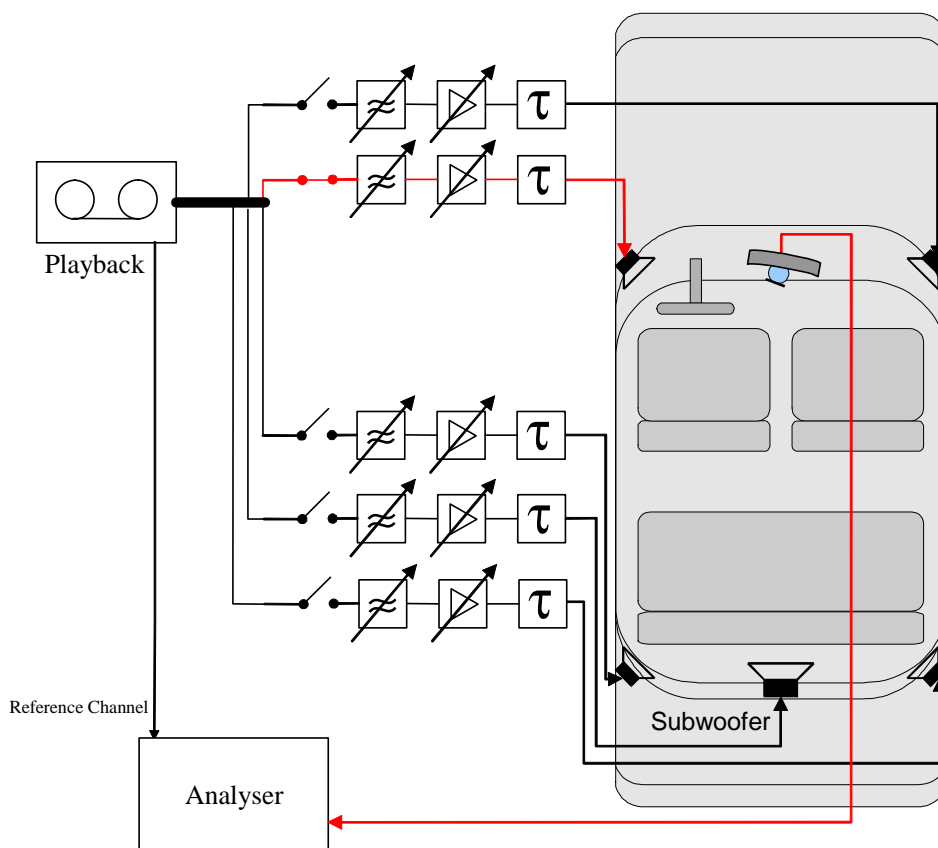 τ
τ
Playback
τ
τ
τ
Reference Channel
Subwoofer
Analyser